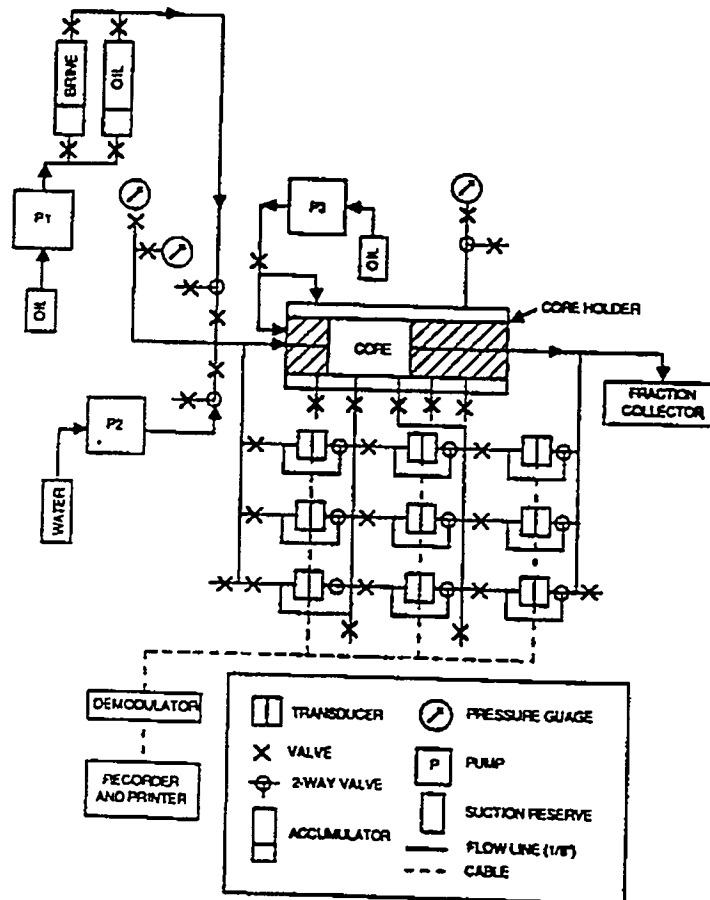 BRINE
OIL
P1
OIL
P3
OIL
CORE HOLDER
CORE
FRACTION
COLLECTOR
P2
WATER
DEMODULATOR
RECORDER
AND PRINTER
TRANSDUCER
PRESSURE GUAGE
VALVE
P
PUMP
2-WAY VALVE
SUCTION RESERVE
ACCUMULATOR
FLOW LINE (1/8")
CABLE